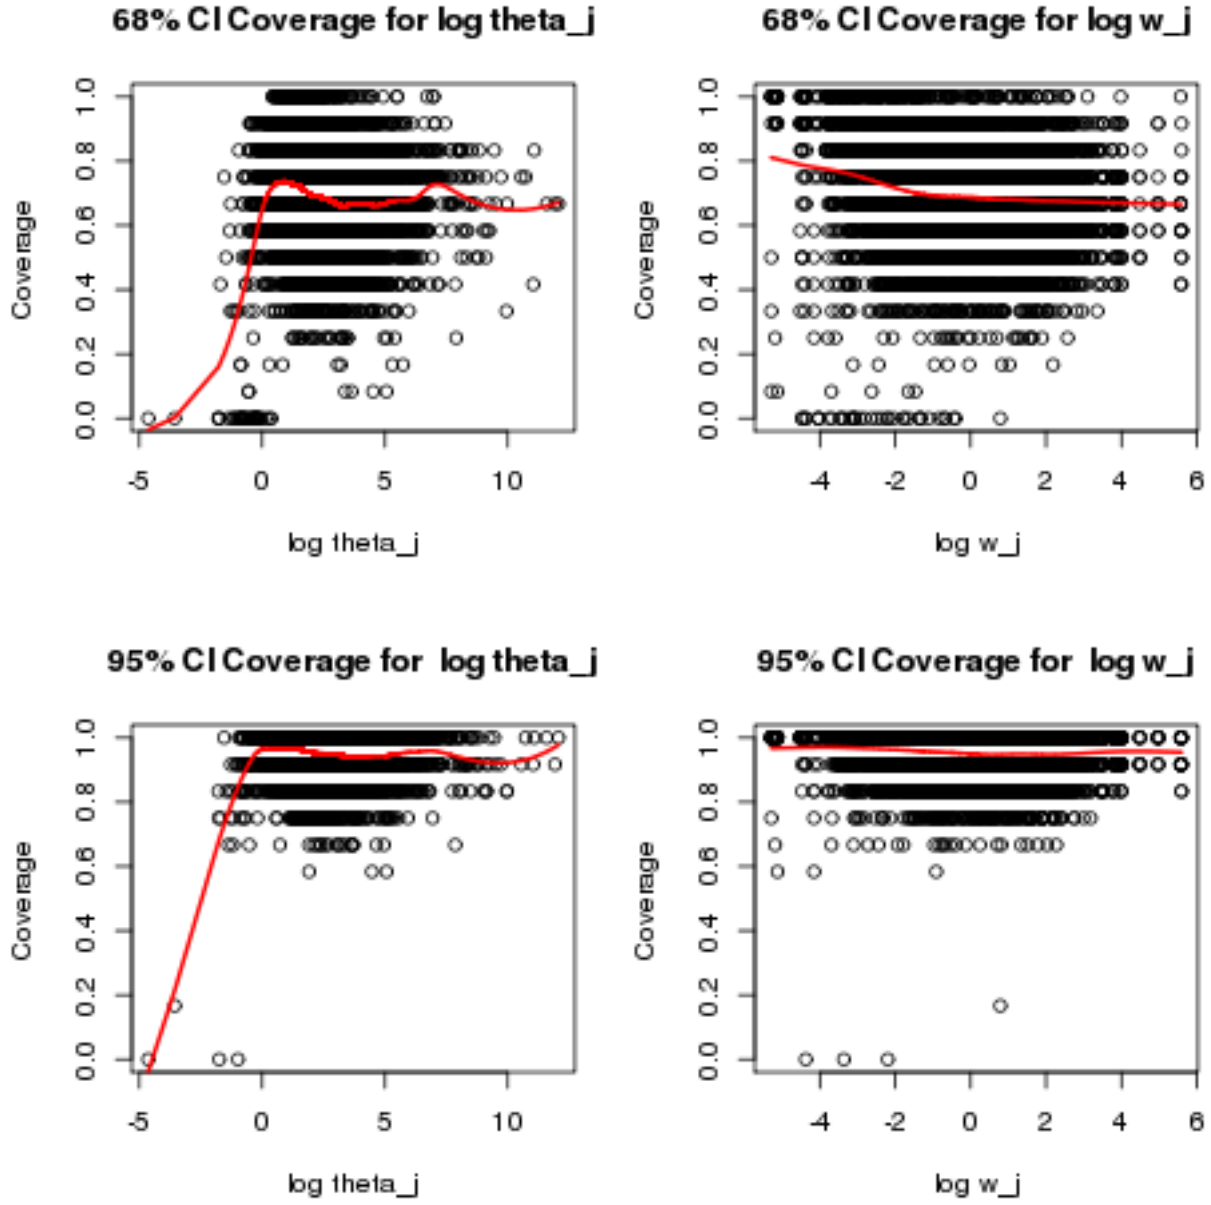 68% CI Coverage for log theta_j
1.0
0.8
0.6
0.4
0.2
0.0
Coverage
-5 0 5 10
log theta_j
68% CI Coverage for log w_j
1.0
0.8
0.6
0.4
0.2
0.0
Coverage
-4 -2 0 2 4 6
log w_j
95% CI Coverage for log theta_j
1.0
0.8
0.6
0.4
0.2
0.0
Coverage
-5 0 5 10
log theta_j
95% CI Coverage for log w_j
1.0
0.8
0.6
0.4
0.2
0.0
Coverage
-4 -2 0 2 4 6
log w_j